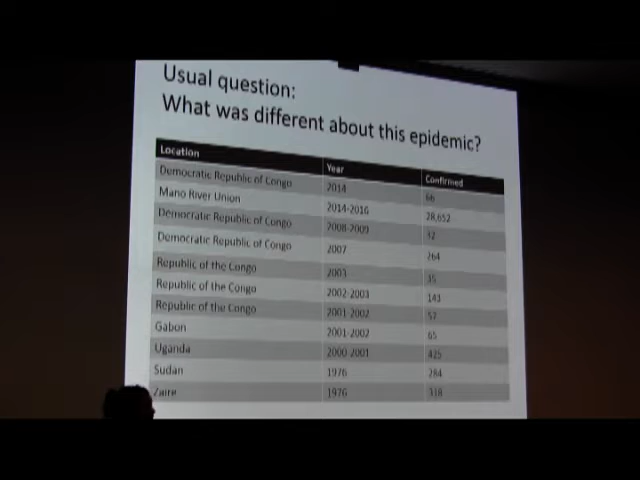 Usual question:
What was different about this epidemic?
Location Year Confirmed
Democratic Republic of Congo 2014 66
Mano River Union 2014-2016 28,652
Democratic Republic of Congo 2008-2009 32
Democratic Republic of Congo 2007 264
Republic of the Congo 2003 35
Republic of the Congo 2002-2003 143
Republic of the Congo 2001-2002 57
Gabon 2001-2002 65
Uganda 2000-2001 425
Sudan 1976 284
Zaire 1976 318